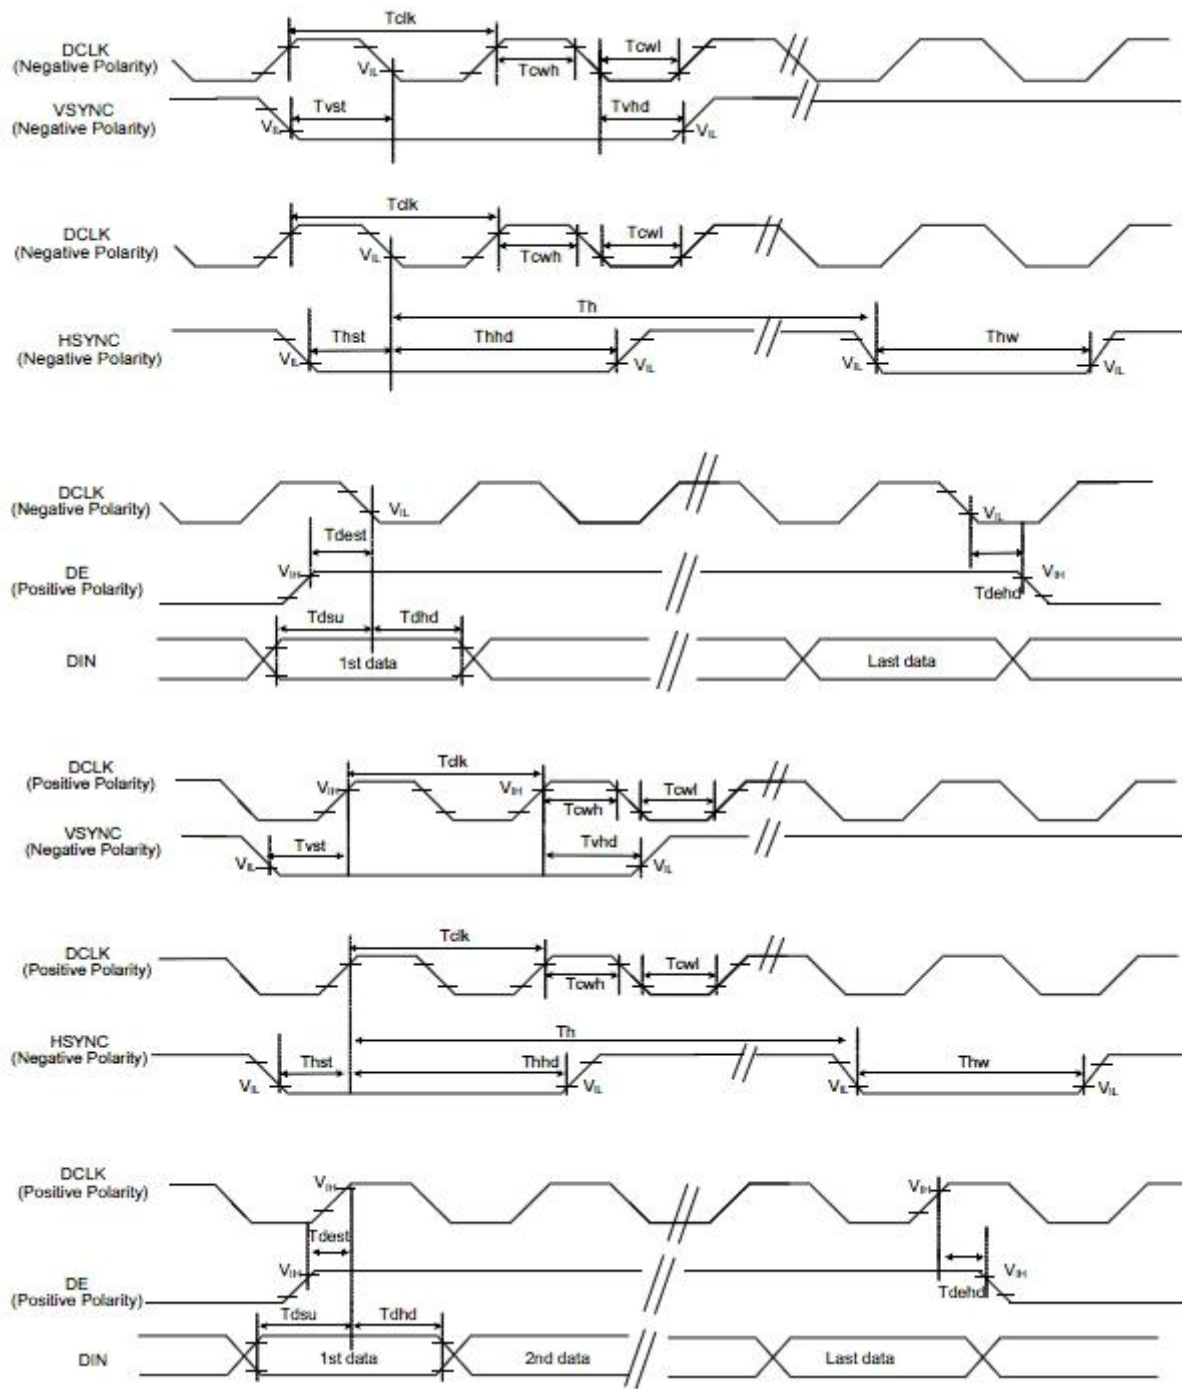 Tclk
DCLK
(Negative Polarity)
Tcwl
VIL
Tcwh
VSYNC
(Negative Polarity)
Tvst
Tvhd
VIL
VIL
Tclk
DCLK
(Negative Polarity)
Tcwl
VIL
Tcwh
Th
HSYNC
(Negative Polarity)
Thst
Thhd
Thw
VIL
VIL
VIL
VIL
DCLK
(Negative Polarity)
VIL
VIL
Tdest
DE
(Positive Polarity)
VIH
VIH
Tdehd
Tdsu
Tdhd
DIN
1st data
Last data
DCLK
(Positive Polarity)
Tclk
VIH
VIH
Tcwh
Tcwl
VSYNC
(Negative Polarity)
Tvst
Tvhd
VIL
VIL
Tclk
DCLK
(Positive Polarity)
Tcwh
Tcwl
Th
HSYNC
(Negative Polarity)
Thst
Thhd
Thw
VIL
VIL
VIL
VIL
DCLK
(Positive Polarity)
VIH
VIH
Tdest
DE
(Positive Polarity)
VIH
VIH
Tdehd
Tdsu
Tdhd
DIN
1st data
2nd data
Last data